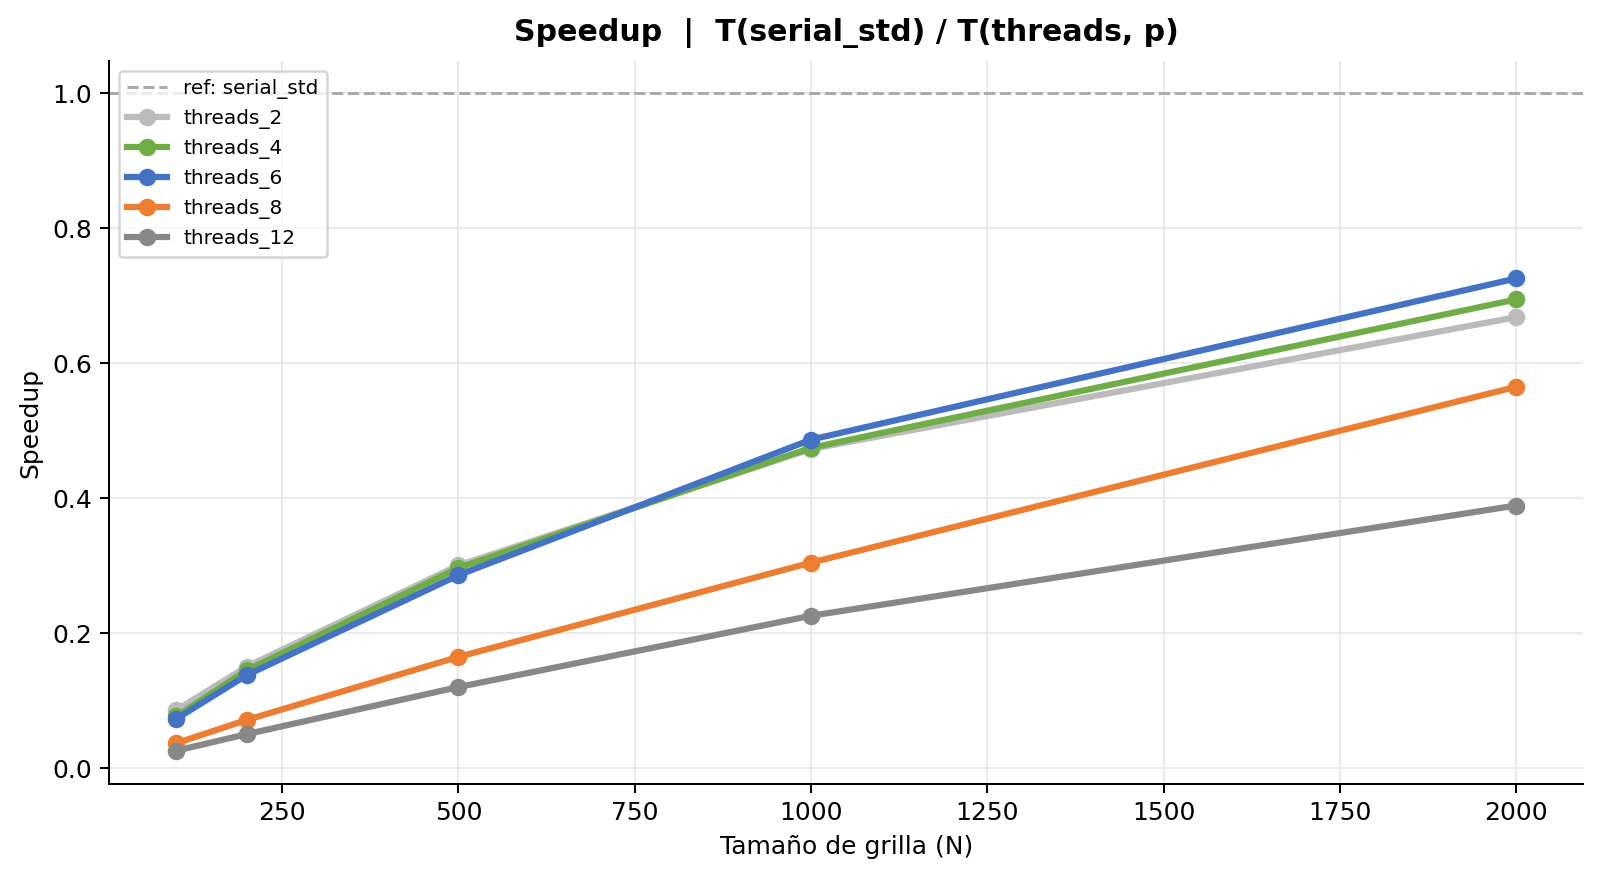 Speedup | T(serial_std) / T(threads, p)
ref: serial_std
threads_2
threads_4
threads_6
threads_8
threads_12
Speedup
1.0
0.8
0.6
0.4
0.2
0.0
250 500 750 1000 1250 1500 1750 2000
Tamaño de grilla (N)